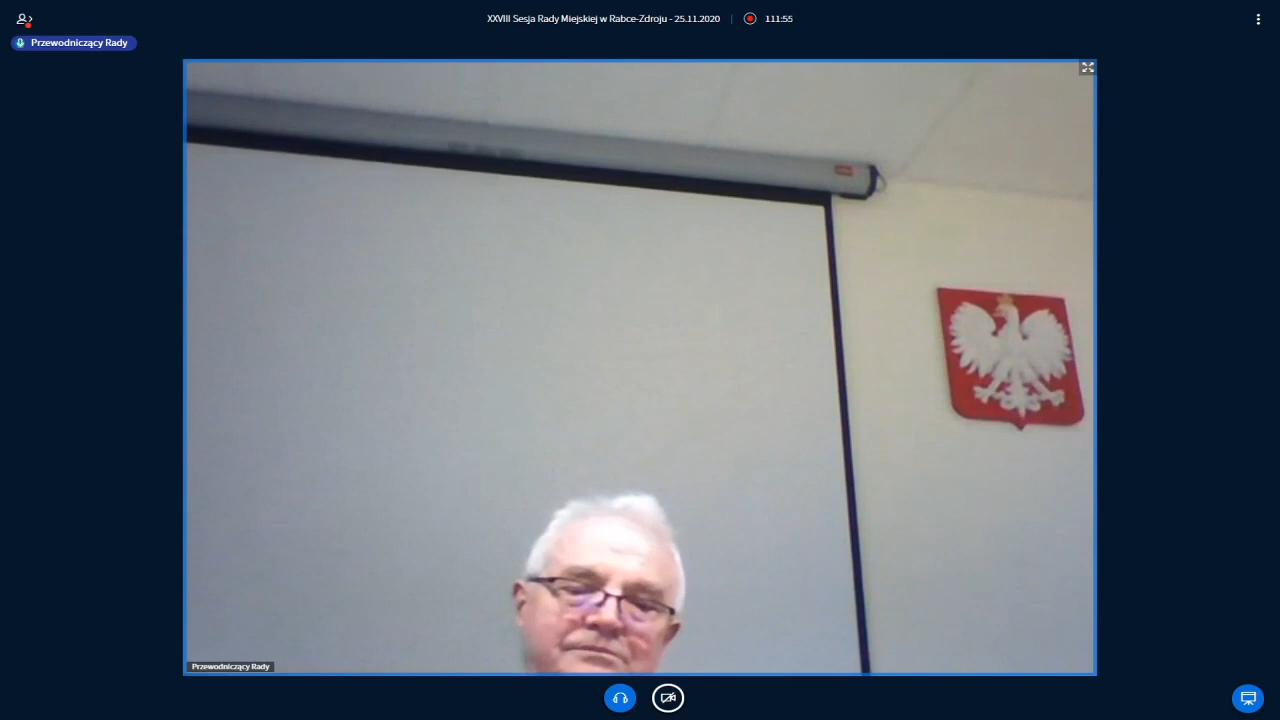 XXVIII Sesja Rady Miejskiej w Rabce-Zdroju - 25.11.2020 | 111:55
Przewodniczący Rady
Przewodniczący Rady